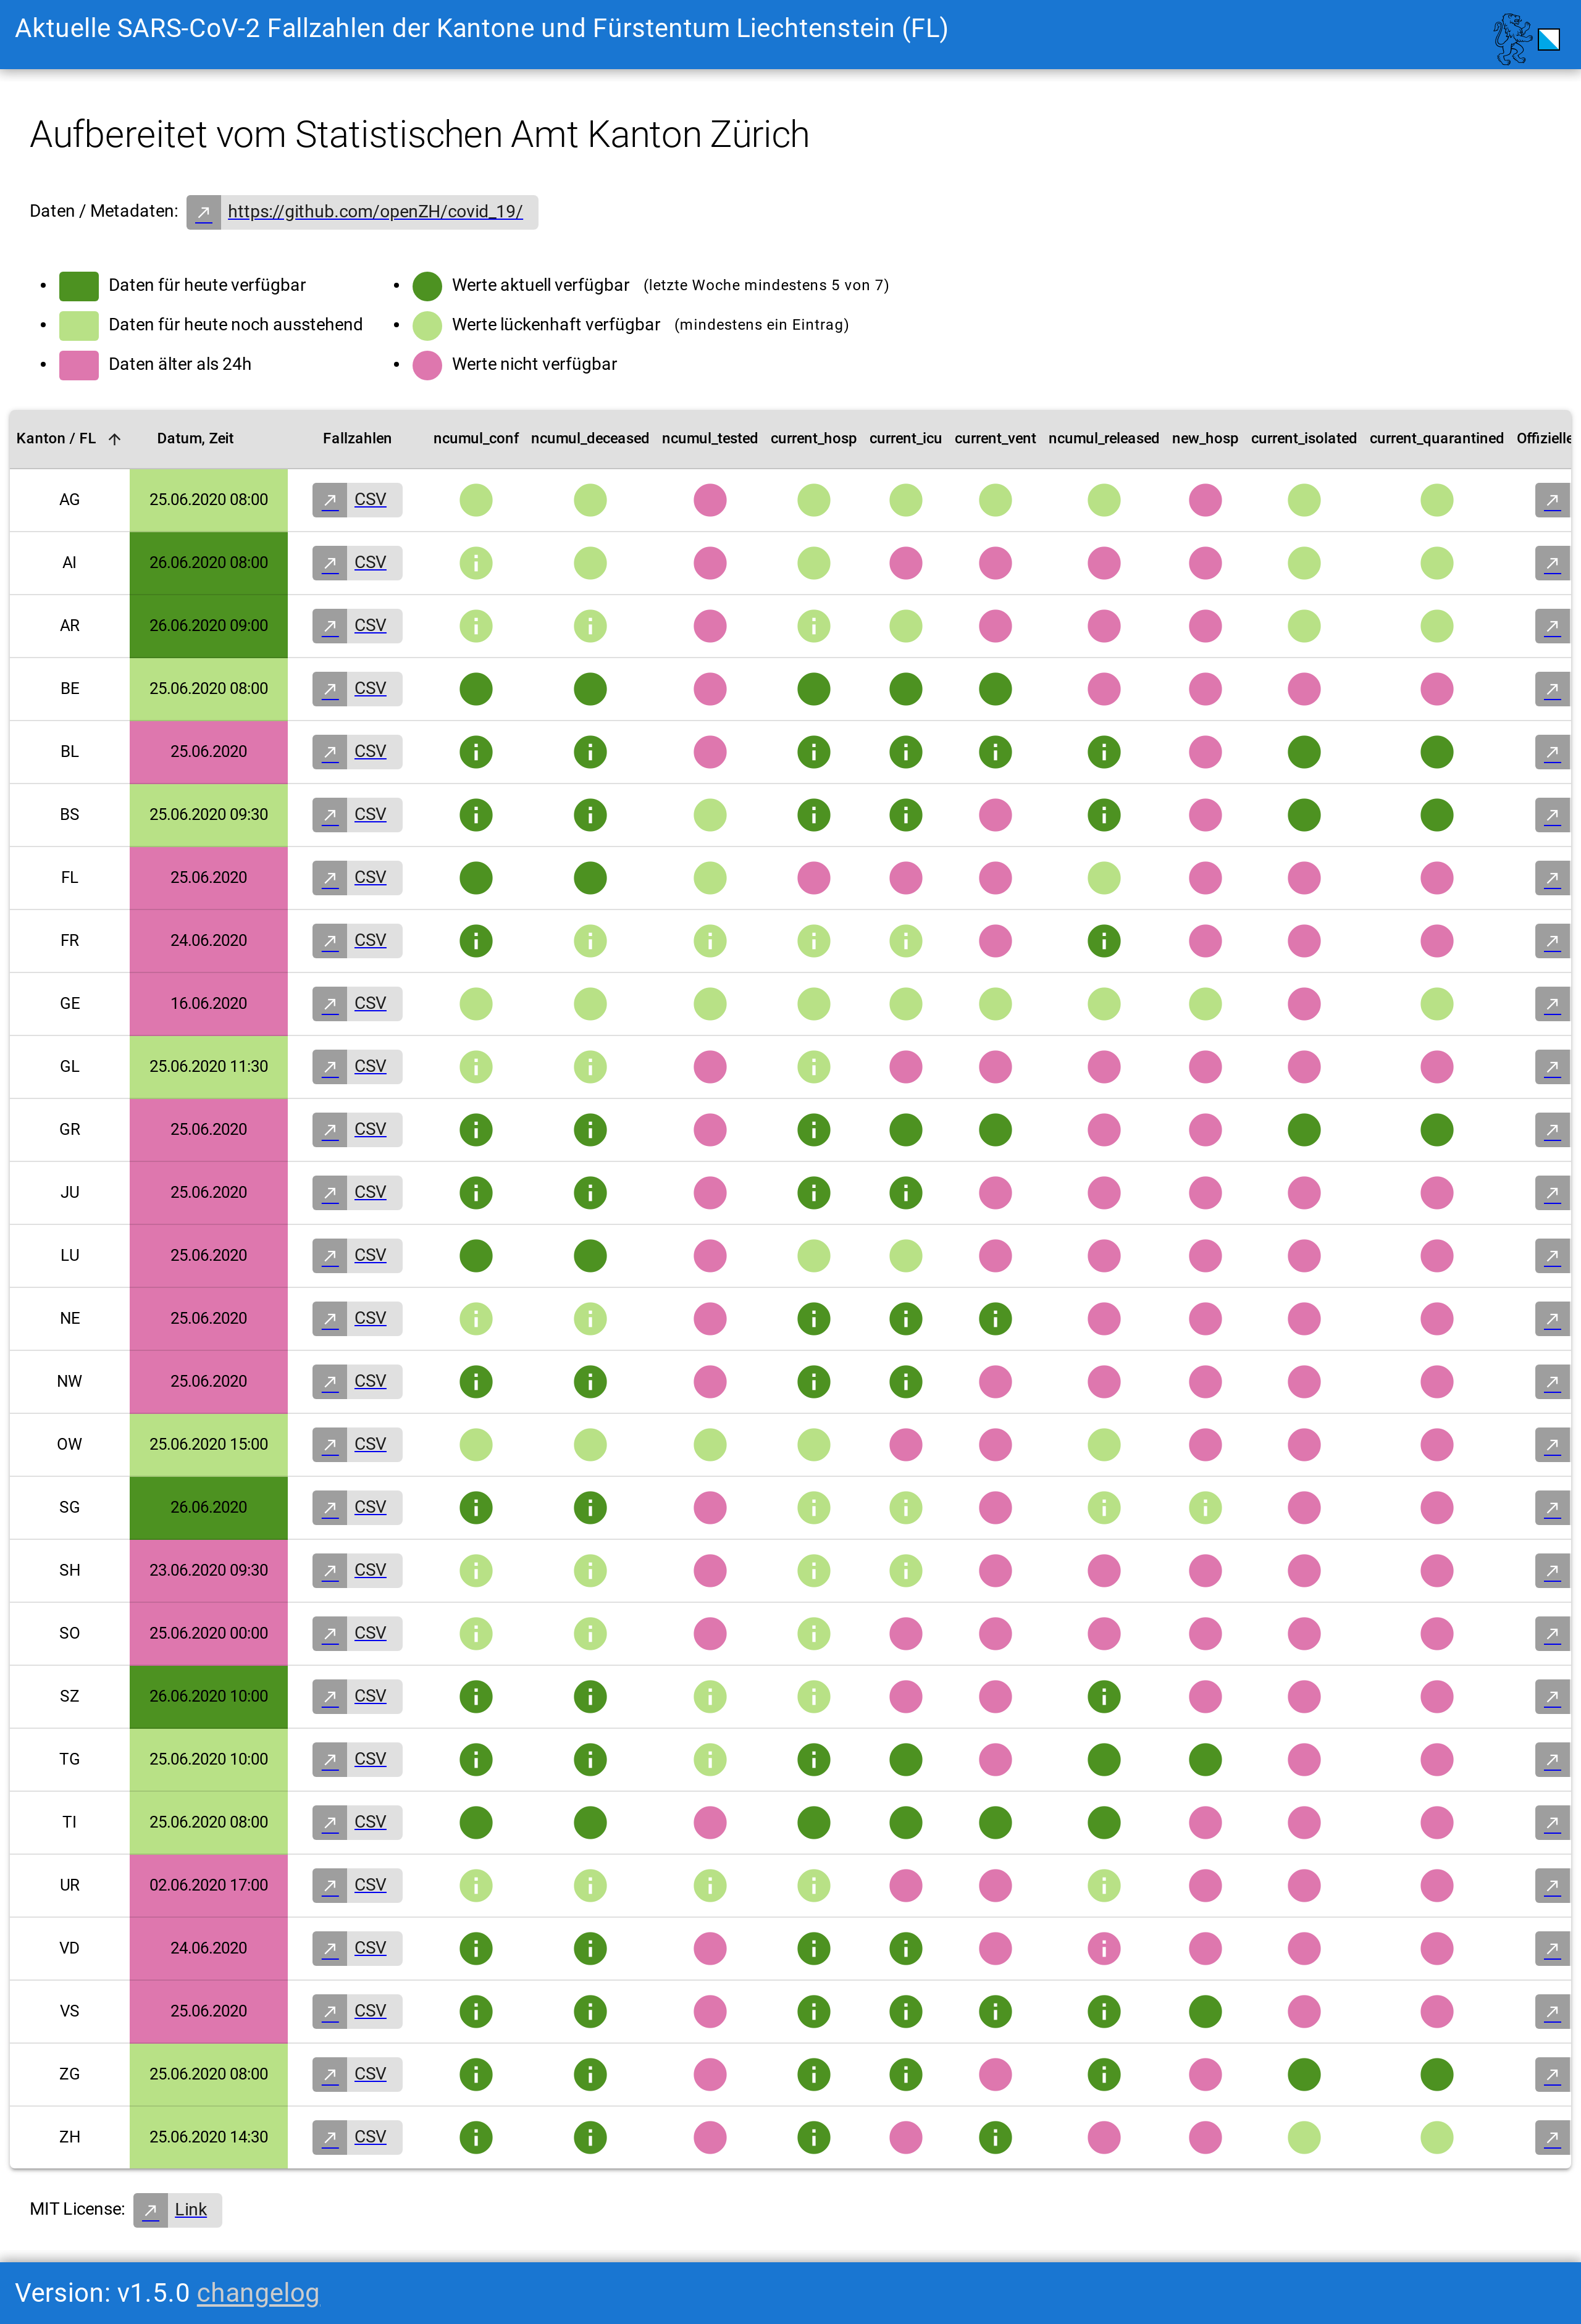 Aktuelle SARS-CoV-2 Fallzahlen der Kantone und Fürstentum Liechtenstein (FL)
Aufbereitet vom Statistischen Amt Kanton Zürich
Daten / Metadaten: https://github.com/openZH/covid_19/
Daten für heute verfügbar
Daten für heute noch ausstehend
Daten älter als 24h
Werte aktuell verfügbar (letzte Woche mindestens 5 von 7)
Werte lückenhaft verfügbar (mindestens ein Eintrag)
Werte nicht verfügbar
Kanton / FL Datum, Zeit Fallzahlen ncumul_conf ncumul_deceased ncumul_tested current_hosp current_icu current_vent ncumul_released new_hosp current_isolated current_quarantined Offizielle
AG 25.06.2020 08:00 CSV
AI 26.06.2020 08:00 CSV
AR 26.06.2020 09:00 CSV
BE 25.06.2020 08:00 CSV
BL 25.06.2020 CSV
BS 25.06.2020 09:30 CSV
FL 25.06.2020 CSV
FR 24.06.2020 CSV
GE 16.06.2020 CSV
GL 25.06.2020 11:30 CSV
GR 25.06.2020 CSV
JU 25.06.2020 CSV
LU 25.06.2020 CSV
NE 25.06.2020 CSV
NW 25.06.2020 CSV
OW 25.06.2020 15:00 CSV
SG 26.06.2020 CSV
SH 23.06.2020 09:30 CSV
SO 25.06.2020 00:00 CSV
SZ 26.06.2020 10:00 CSV
TG 25.06.2020 10:00 CSV
TI 25.06.2020 08:00 CSV
UR 02.06.2020 17:00 CSV
VD 24.06.2020 CSV
VS 25.06.2020 CSV
ZG 25.06.2020 08:00 CSV
ZH 25.06.2020 14:30 CSV
MIT License: Link
Version: v1.5.0 changelog